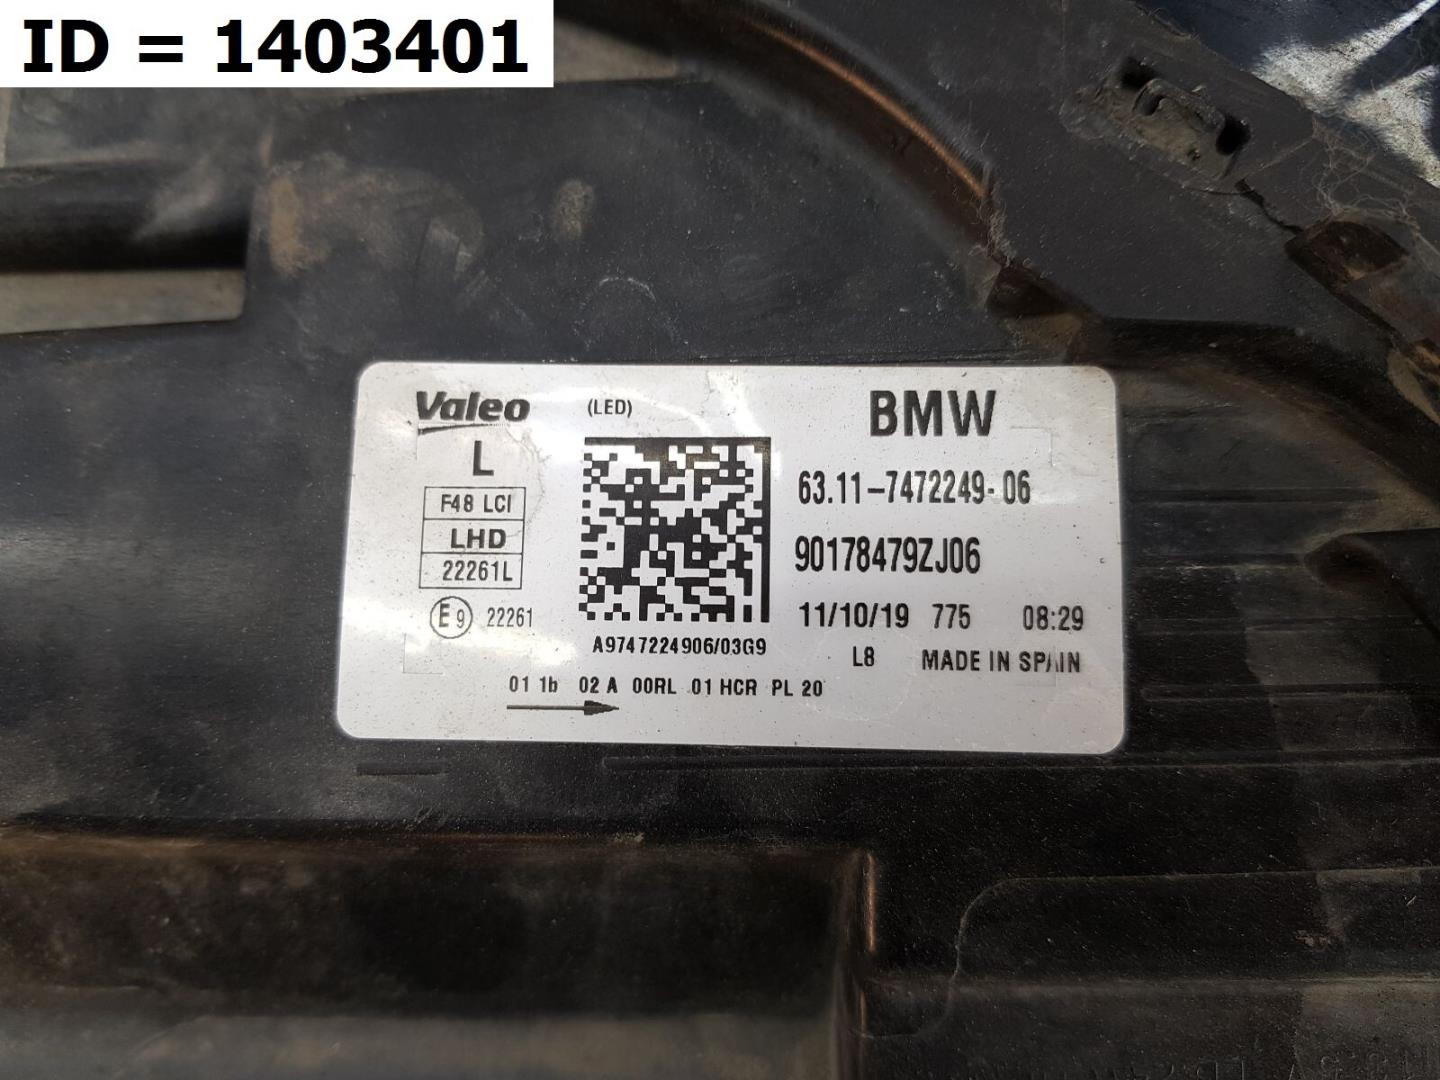 ID = 1403401
Valeo (LED) BMW
L
F48 LCI
LHD
22261L
E9 22261
63.11-7472249-06
90178479ZJ06
11/10/19 775 08:29
A9747224906/03G9
L8 MADE IN SPAIN
01 1b 02 A 00RL 01 HCR PL 20